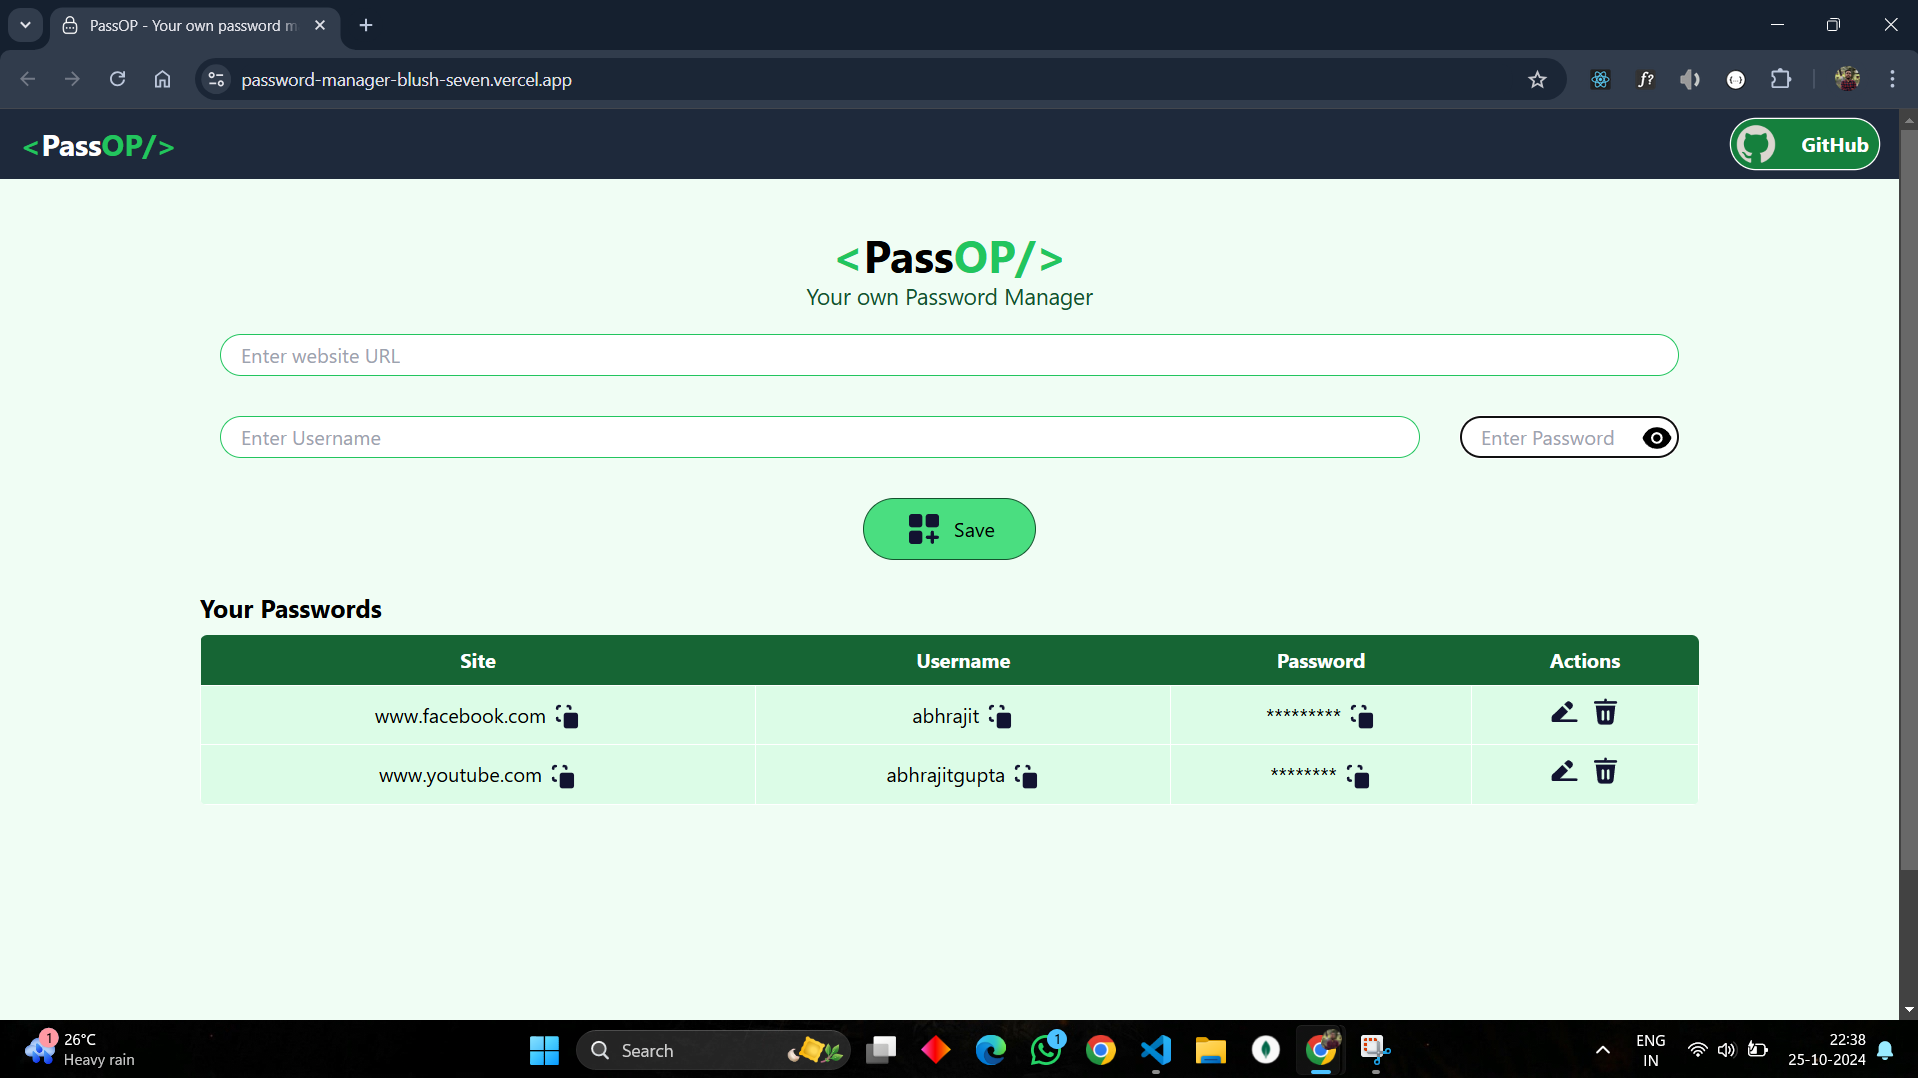 PassOP - Your own password m
password-manager-blush-seven.vercel.app
f?
<PassOP/>
GitHub
<PassOP/>
Your own Password Manager
Enter website URL
Enter Username
Enter Password
Save
Your Passwords
Site Username Password Actions
www.facebook.com abhrajit *********
www.youtube.com abhrajitgupta ********
1
26°C
Heavy rain
Search
1
ENG
IN
22:38
25-10-2024